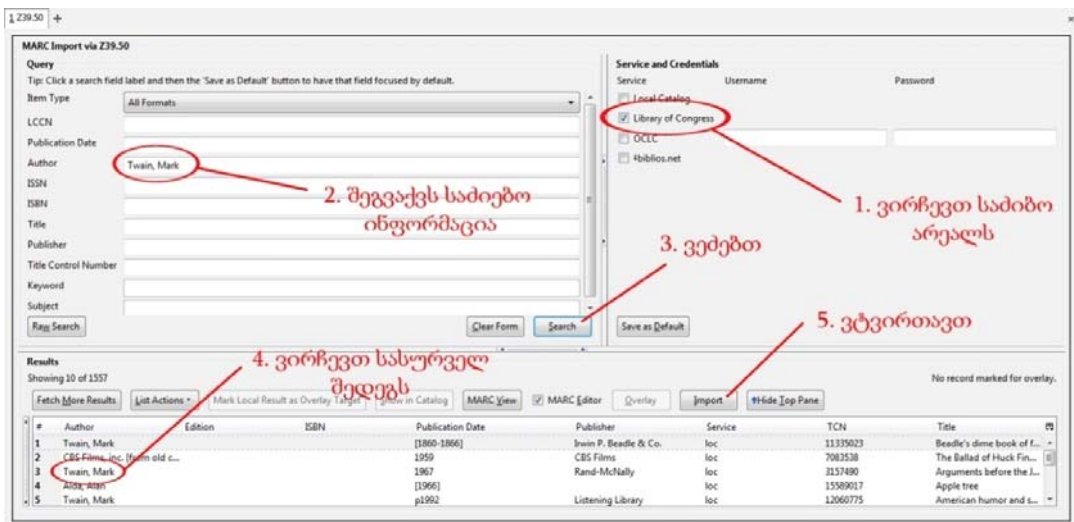 1 Z39.50 +
MARC Import via Z39.50
Query
Tip: Click a search field label and then the 'Save as Default' button to have that field focused by default.
Item Type All Formats
LCCN
Publication Date
Author Twain, Mark
ISSN
ISBN
Title
Publisher
Title Control Number
Keyword
Subject
Raw Search Clear Form Search
Service and Credentials
Service Username Password
Local Catalog
Library of Congress
OCLC
biblios.net
Save as Default
1. ვირჩევთ საძიბო
არეალს
2. შეგვაქვს საძიებო
ინფორმაცია
3. ვეძებთ
4. ვირჩევთ სასურველ
შედეგს
5. ვტვირთავთ
Results
Showing 10 of 1557 No record marked for overlay.
Fetch More Results List Actions Mark Local Result as Overlay Target Show in Catalog MARC View MARC Editor Overlay Import Hide Top Pane
# Author Edition ISBN Publication Date Publisher Service TCN Title
1 Twain, Mark [1860-1866] Irwin P. Beadle & Co. loc 11335023 Beadle's dime book of f...
2 CBS Films, inc. [from old c... 1959 CBS Films loc 7083538 The Ballad of Huck Fin...
3 Twain, Mark 1967 Rand-McNally loc 3157490 Arguments before the J...
4 Alda, Alan [1966] loc 15589017 Apple tree
5 Twain, Mark p1992 Listening Library loc 12060775 American humor and s...